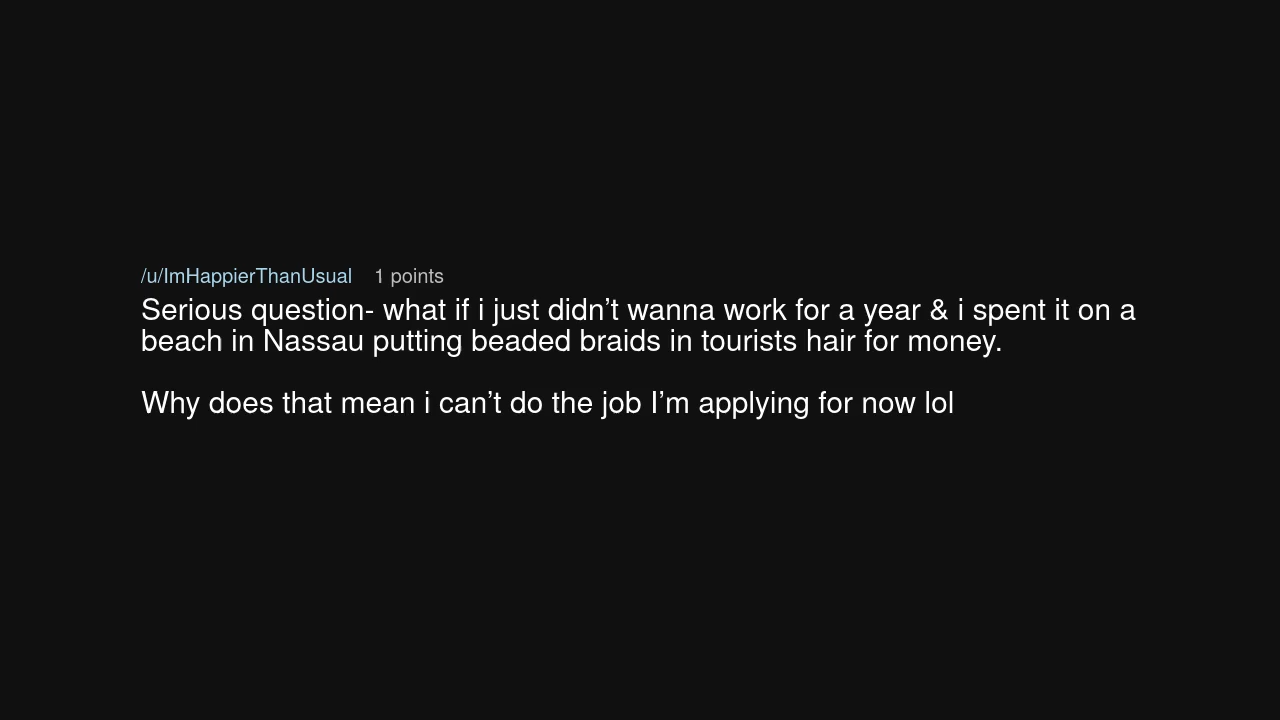 /u/ImHappierThanUsual 1 points
Serious question- what if i just didn’t wanna work for a year & i spent it on a
beach in Nassau putting beaded braids in tourists hair for money.
Why does that mean i can’t do the job I’m applying for now lol